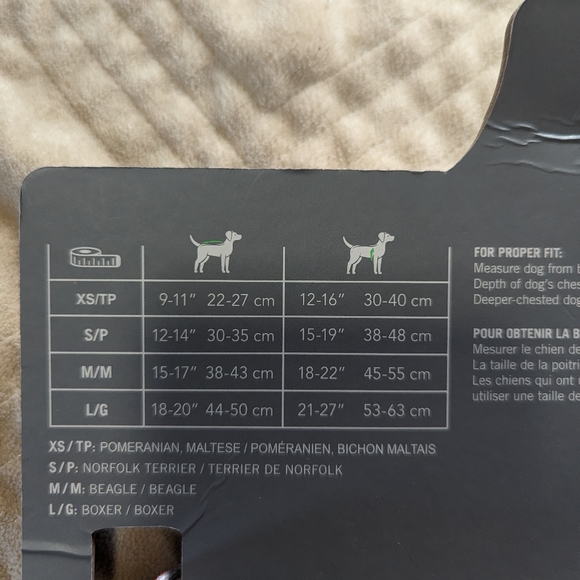 XS/TP 9-11" 22-27 cm 12-16" 30-40 cm
S/P 12-14" 30-35 cm 15-19" 38-48 cm
M/M 15-17" 38-43 cm 18-22" 45-55 cm
L/G 18-20" 44-50 cm 21-27" 53-63 cm
XS/TP: POMERANIAN, MALTESE / POMÉRANIEN, BICHON MALTAIS
S/P: NORFOLK TERRIER / TERRIER DE NORFOLK
M/M: BEAGLE / BEAGLE
L/G: BOXER / BOXER
FOR PROPER FIT:
Measure dog from
Depth of dog's
Deeper-chested
POUR OBTENIR LA
Mesurer le chien
La taille de la
Les chiens qui ont
utiliser une taille